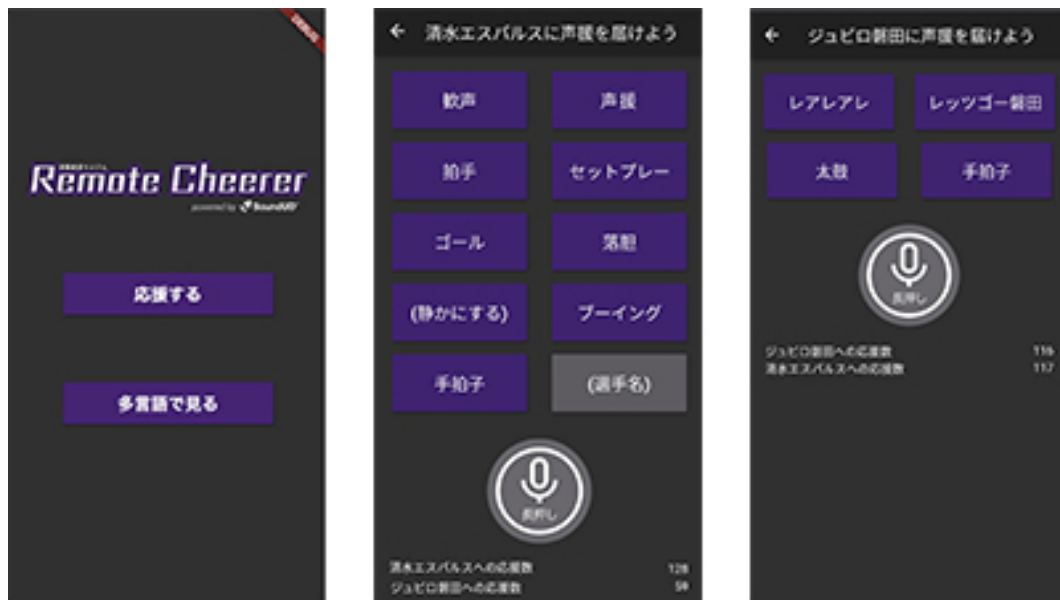 DEBUG
Remote Cheerer
powered by SoundUD
応援する
多言語で見る
← 清水エスパルスに声援を届けよう
歓声 声援
拍手 セットプレー
ゴール 落胆
(静かにする) ブーイング
手拍子 (選手名)
長押し
清水エスパルスへの応援数 128
ジュビロ磐田への応援数 59
← ジュビロ磐田に声援を届けよう
レアレアレ レッツゴー磐田
太鼓 手拍子
長押し
ジュビロ磐田への応援数 116
清水エスパルスへの応援数 117